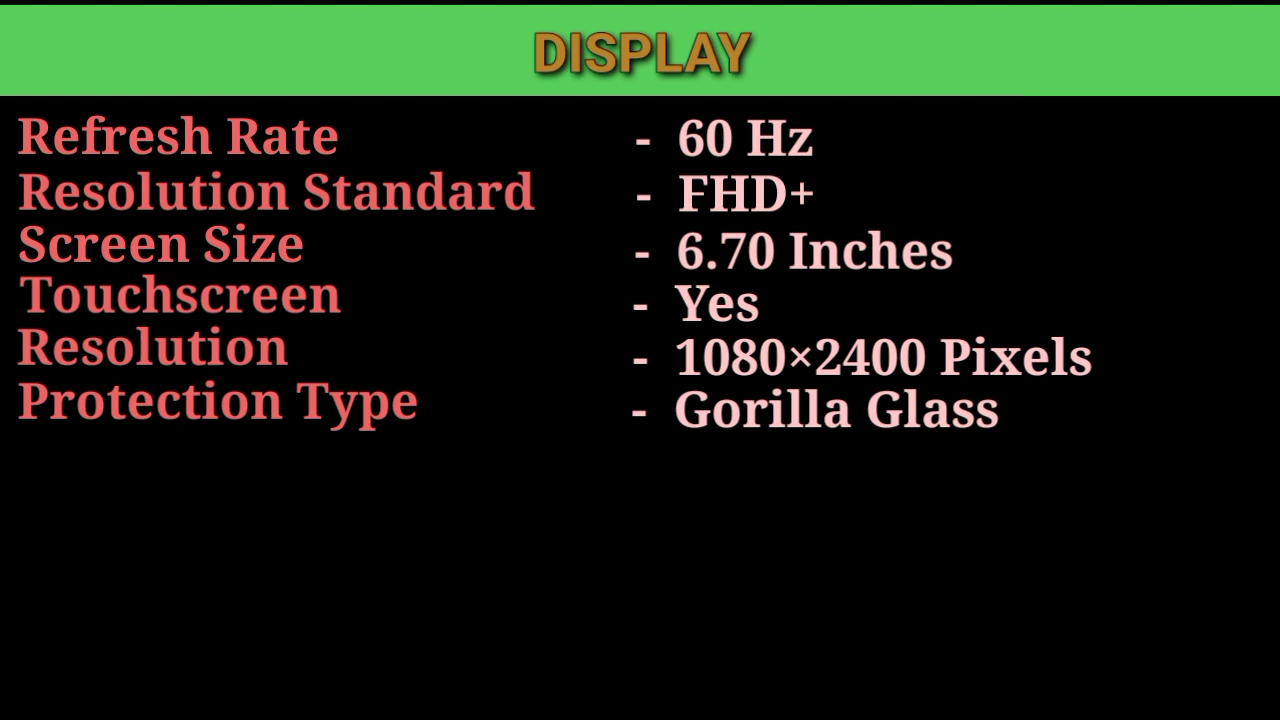 DISPLAY
Refresh Rate - 60 Hz
Resolution Standard - FHD+
Screen Size - 6.70 Inches
Touchscreen - Yes
Resolution - 1080×2400 Pixels
Protection Type - Gorilla Glass